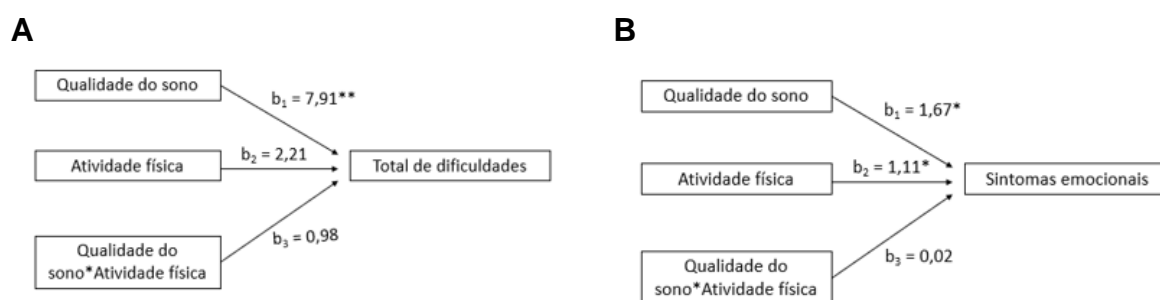 A
Qualidade do sono
b₁ = 7,91**
Atividade física
b₂ = 2,21
Total de dificuldades
Qualidade do
sono*Atividade física
b₃ = 0,98
B
Qualidade do sono
b₁ = 1,67*
Atividade física
b₂ = 1,11*
Sintomas emocionais
Qualidade do
sono*Atividade física
b₃ = 0,02